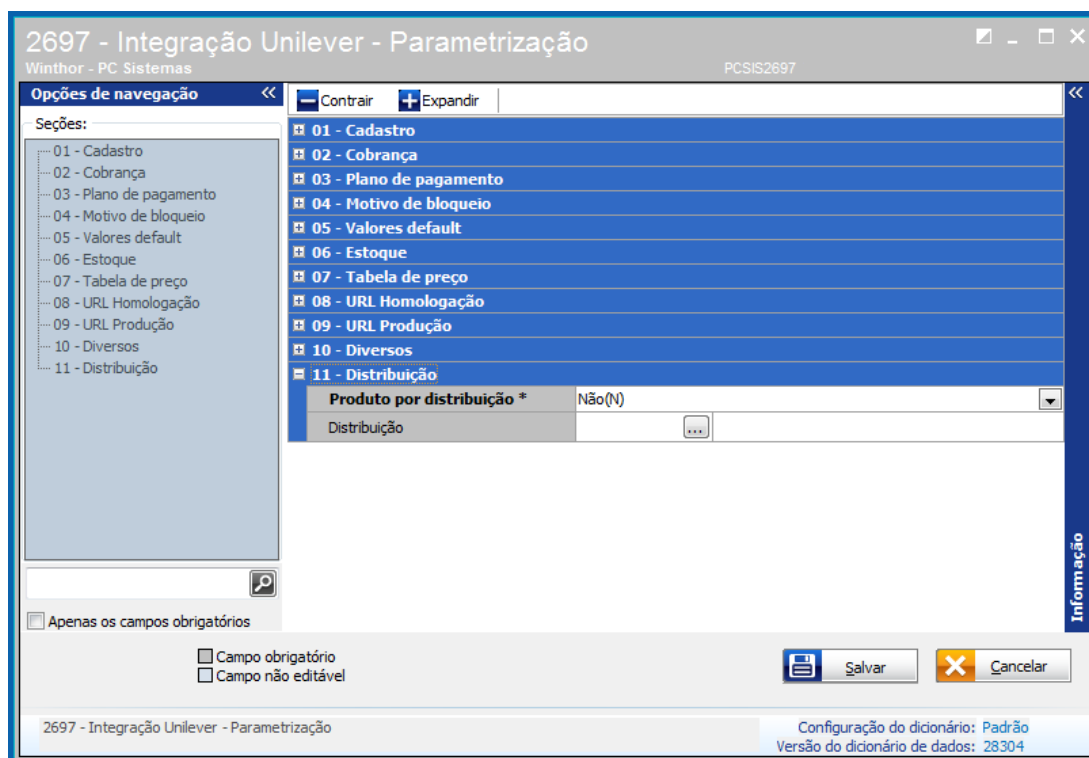 2697 - Integração Unilever - Parametrização
Winthor - PC Sistemas
PCSIS2697
Opções de navegação
Seções:
01 - Cadastro
02 - Cobrança
03 - Plano de pagamento
04 - Motivo de bloqueio
05 - Valores default
06 - Estoque
07 - Tabela de preço
08 - URL Homologação
09 - URL Produção
10 - Diversos
11 - Distribuição
Apenas os campos obrigatórios
Contrair
Expandir
01 - Cadastro
02 - Cobrança
03 - Plano de pagamento
04 - Motivo de bloqueio
05 - Valores default
06 - Estoque
07 - Tabela de preço
08 - URL Homologação
09 - URL Produção
10 - Diversos
11 - Distribuição
Produto por distribuição * Não(N)
Distribuição ...
Informação
Campo obrigatório
Campo não editável
Salvar
Cancelar
2697 - Integração Unilever - Parametrização
Configuração do dicionário: Padrão
Versão do dicionário de dados: 28304